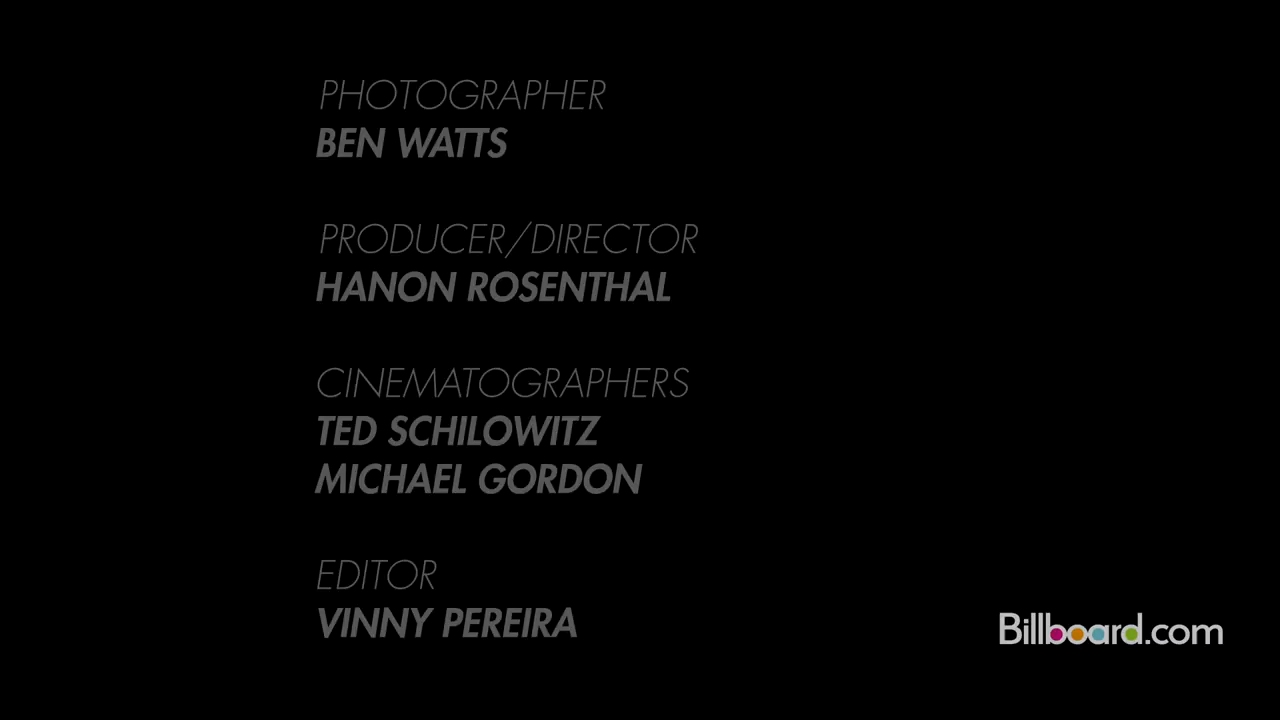 PHOTOGRAPHER
BEN WATTS
PRODUCER/DIRECTOR
HANON ROSENTHAL
CINEMATOGRAPHERS
TED SCHILOWITZ
MICHAEL GORDON
EDITOR
VINNY PEREIRA
Billboard.com